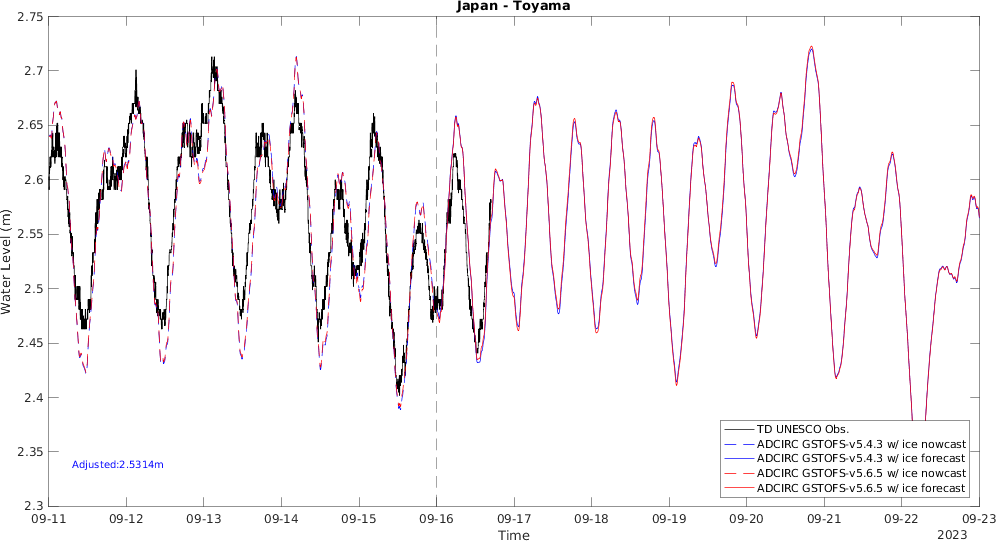 Japan - Toyama
Water Level (m)
2.75
2.7
2.65
2.6
2.55
2.5
2.45
2.4
2.35
2.3
Adjusted:2.5314m
TD UNESCO Obs.
ADCIRC GSTOFS-v5.4.3 w/ ice nowcast
ADCIRC GSTOFS-v5.4.3 w/ ice forecast
ADCIRC GSTOFS-v5.6.5 w/ ice nowcast
ADCIRC GSTOFS-v5.6.5 w/ ice forecast
09-11 09-12 09-13 09-14 09-15 09-16 09-17 09-18 09-19 09-20 09-21 09-22 09-23
Time
2023